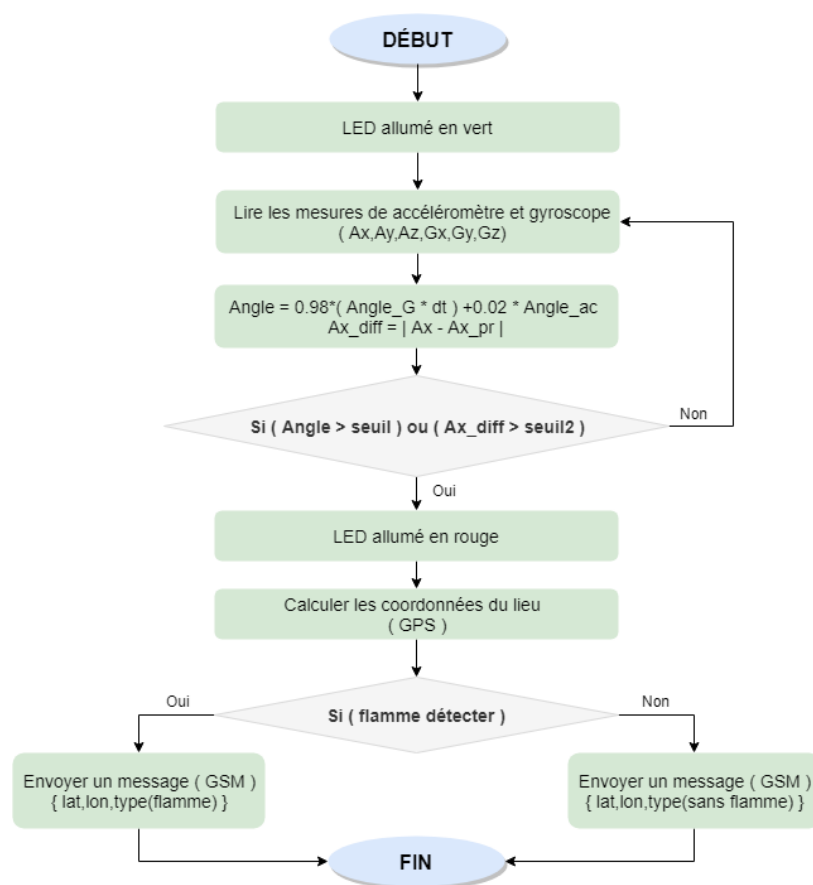 DÉBUT
LED allumé en vert
Lire les mesures de accéléromètre et gyroscope
( Ax,Ay,Az,Gx,Gy,Gz)
Angle = 0.98*( Angle_G * dt ) +0.02 * Angle_ac
Ax_diff = | Ax - Ax_pr |
Si ( Angle > seuil ) ou ( Ax_diff > seuil2 )
Non
Oui
LED allumé en rouge
Calculer les coordonnées du lieu
( GPS )
Oui
Si ( flamme détecter )
Non
Envoyer un message ( GSM )
{ lat,lon,type(flamme) }
Envoyer un message ( GSM )
{ lat,lon,type(sans flamme) }
FIN